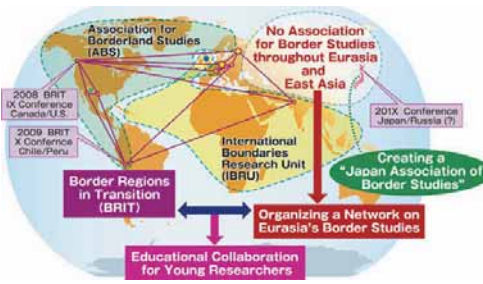 Association for
Borderland Studies
(ABS)
No Association
for Border Studies
throughout Eurasia
and
East Asia
2008 BRIT
IX Conference
Canada/U.S.
2009 BRIT
X Confernce
Chile/Peru
201X Conference
Japan/Russia (?)
International
Boundaries
Research Unit
(IBRU)
Creating a
"Japan Association of
Border Studies"
Border Regions
in Transition
(BRIT)
Organizing a Network on
Eurasia's Border Studies
Educational Collaboration
for Young Researchers